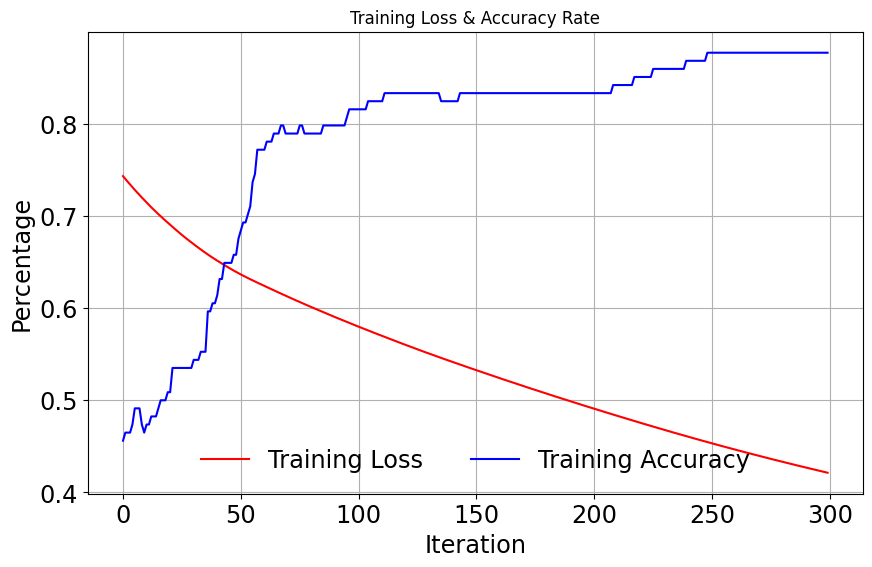 Training Loss & Accuracy Rate
Percentage
0.8
0.7
0.6
0.5
0.4
Training Loss Training Accuracy
0 50 100 150 200 250 300
Iteration